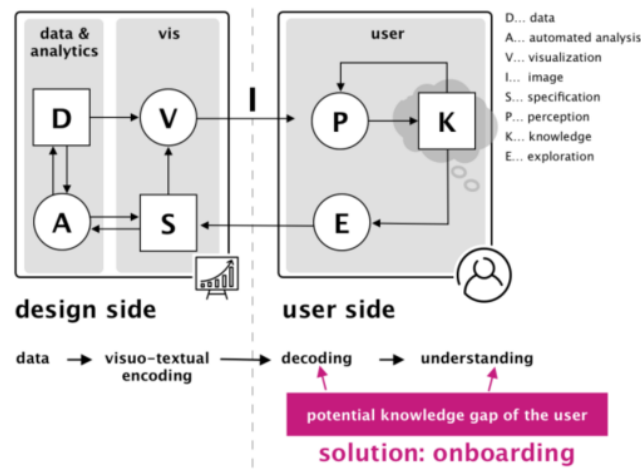 data &
analytics
vis
user
D
V
I
P
K
A
S
E
D... data
A... automated analysis
V... visualization
I... image
S... specification
P... perception
K... knowledge
E... exploration
design side
user side
data
visuo-textual
encoding
decoding
understanding
potential knowledge gap of the user
solution: onboarding